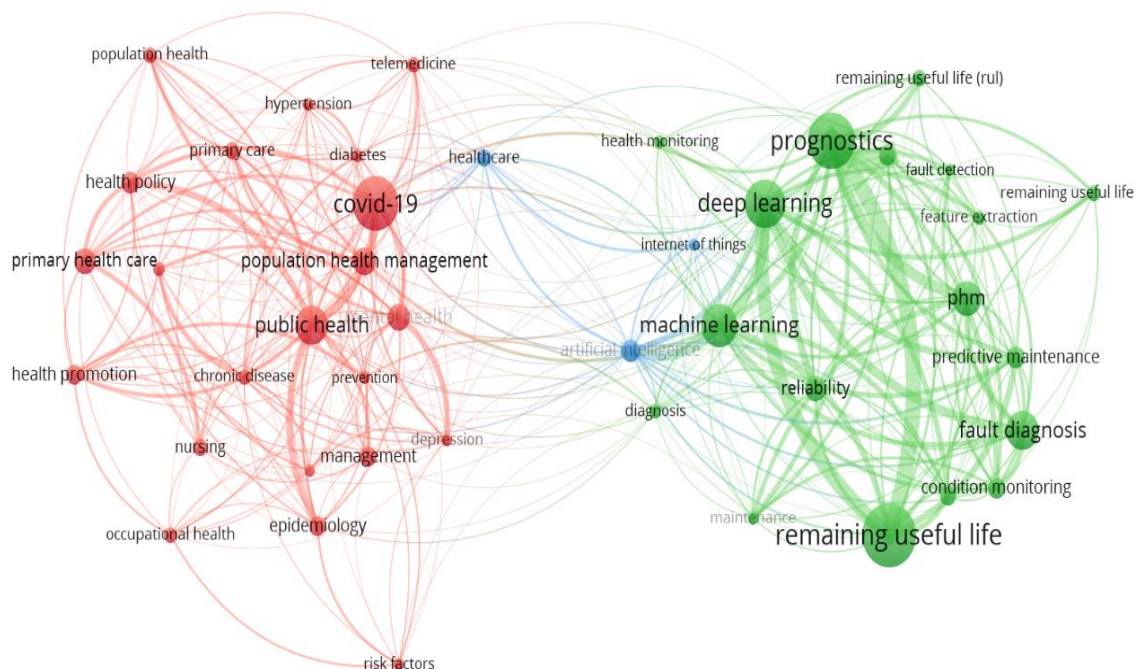 population health
telemedicine
remaining useful life (rul)
hypertension
prognostics
primary care
diabetes
healthcare
health monitoring
fault detection
health policy
covid-19
deep learning
remaining useful life
feature extraction
internet of things
primary health care
population health management
phm
public health
mental health
machine learning
artificial intelligence
predictive maintenance
health promotion
chronic disease
prevention
reliability
diagnosis
fault diagnosis
nursing
depression
management
condition monitoring
maintenance
occupational health
epidemiology
remaining useful life
risk factors